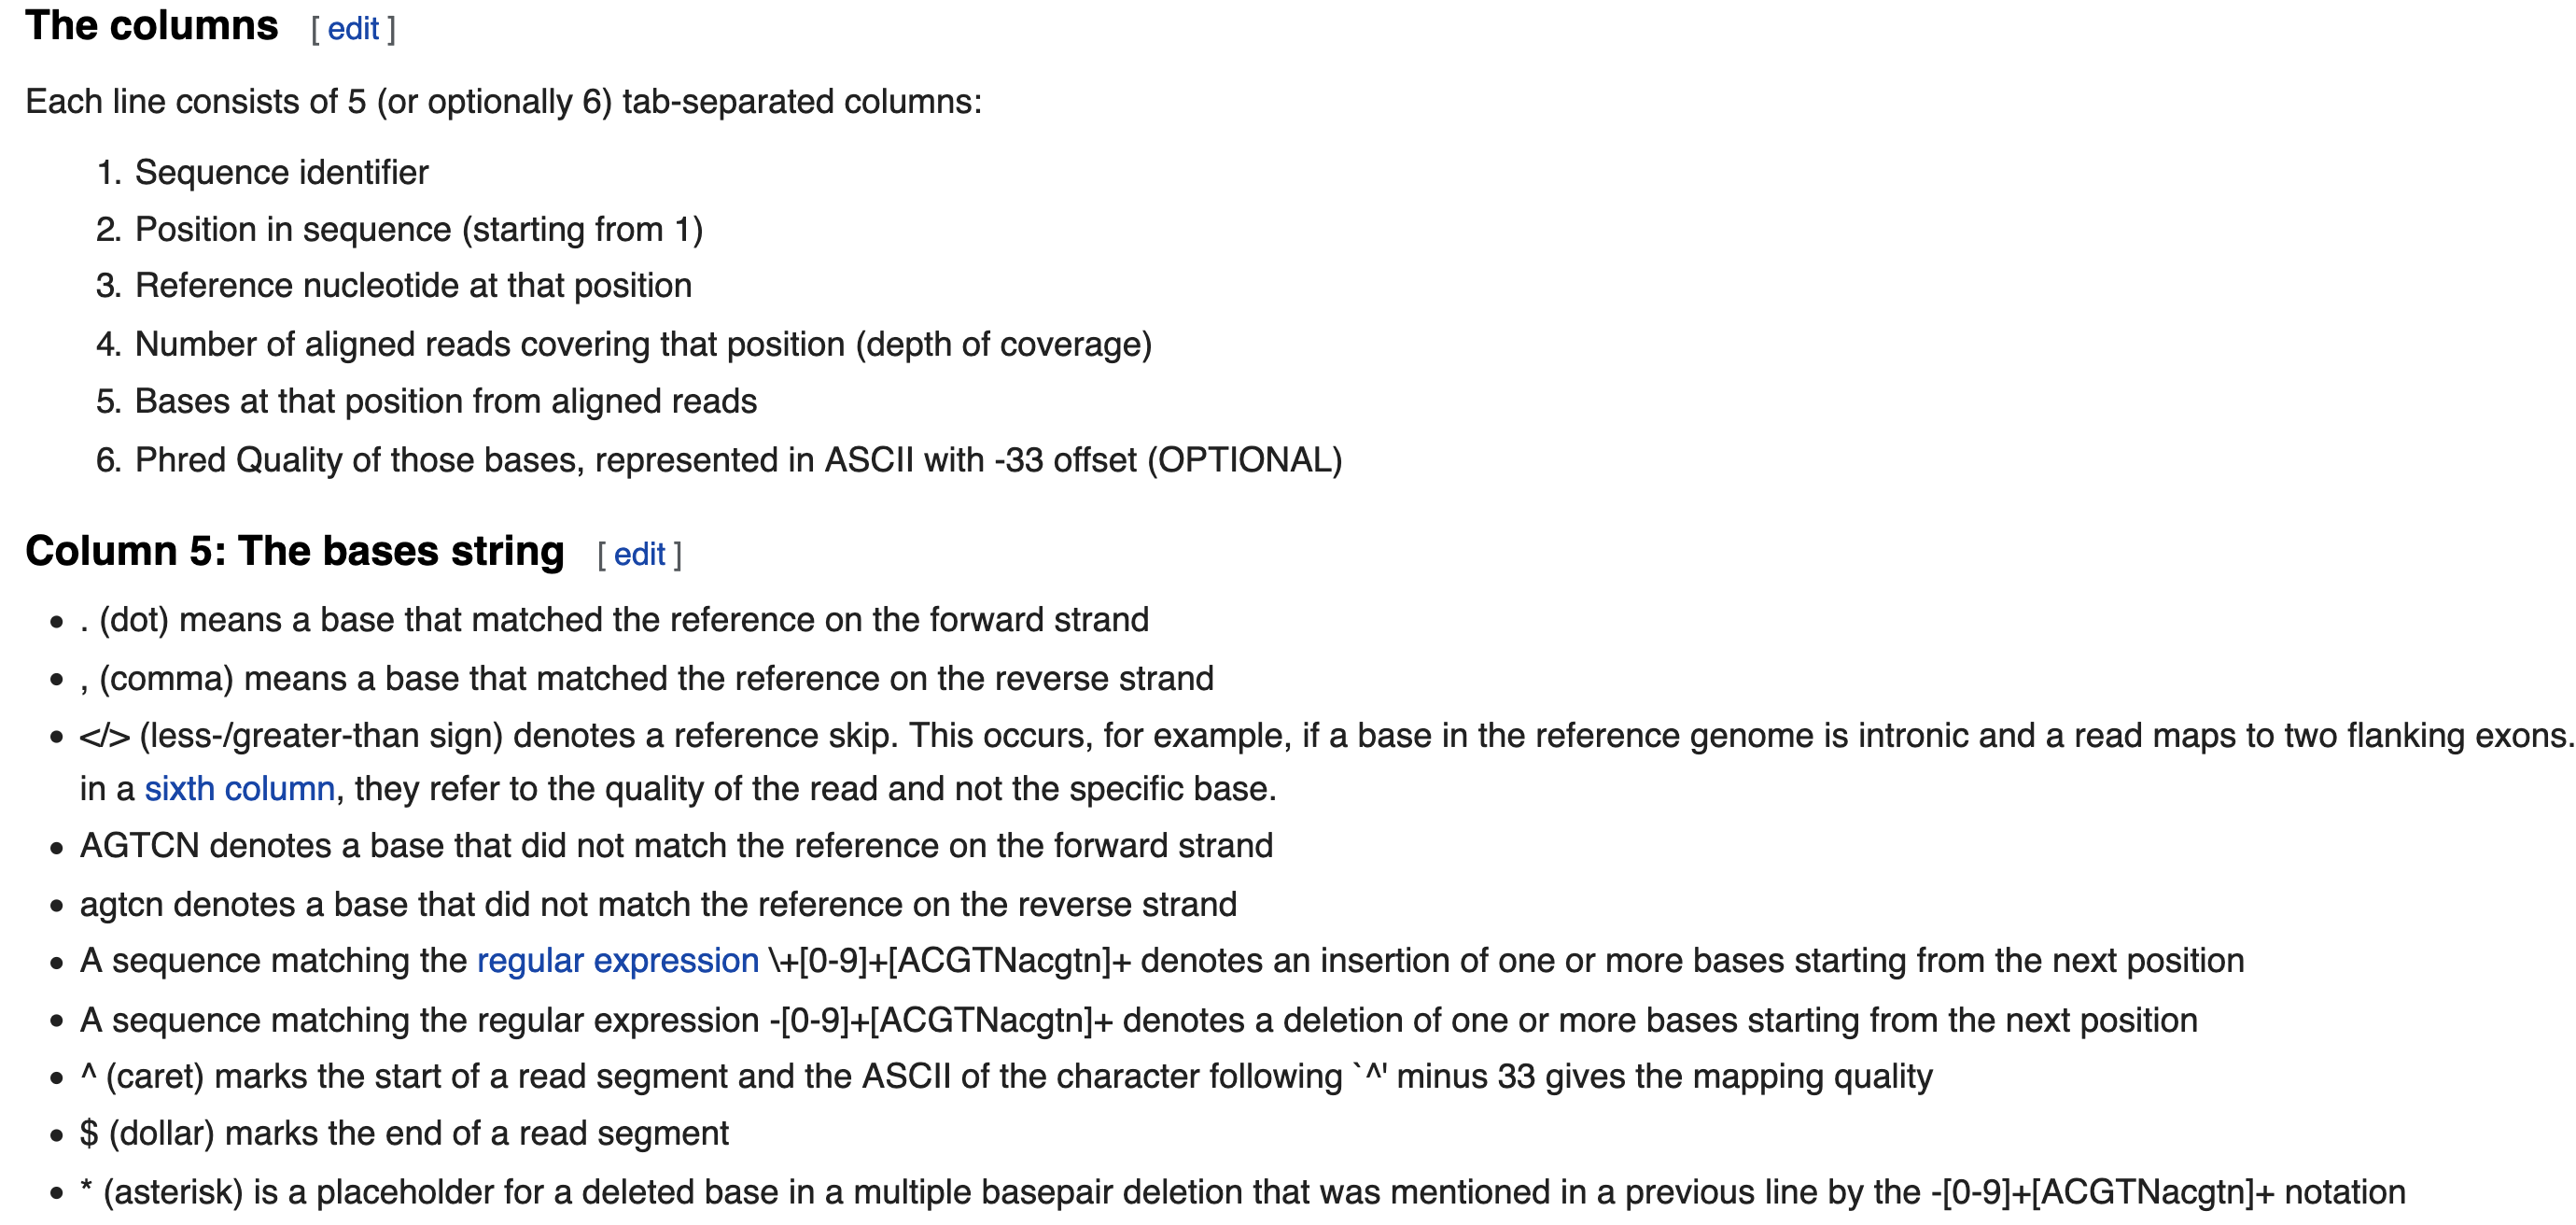 The columns [ edit ]
Each line consists of 5 (or optionally 6) tab-separated columns:
1. Sequence identifier
2. Position in sequence (starting from 1)
3. Reference nucleotide at that position
4. Number of aligned reads covering that position (depth of coverage)
5. Bases at that position from aligned reads
6. Phred Quality of those bases, represented in ASCII with -33 offset (OPTIONAL)
Column 5: The bases string [ edit ]
• . (dot) means a base that matched the reference on the forward strand
• , (comma) means a base that matched the reference on the reverse strand
• </> (less-/greater-than sign) denotes a reference skip. This occurs, for example, if a base in the reference genome is intronic and a read maps to two flanking exons.
in a sixth column, they refer to the quality of the read and not the specific base.
• AGTCN denotes a base that did not match the reference on the forward strand
• agtcn denotes a base that did not match the reference on the reverse strand
• A sequence matching the regular expression \+[0-9]+[ACGTNacgtn]+ denotes an insertion of one or more bases starting from the next position
• A sequence matching the regular expression -[0-9]+[ACGTNacgtn]+ denotes a deletion of one or more bases starting from the next position
• ^ (caret) marks the start of a read segment and the ASCII of the character following `^' minus 33 gives the mapping quality
• $ (dollar) marks the end of a read segment
• * (asterisk) is a placeholder for a deleted base in a multiple basepair deletion that was mentioned in a previous line by the -[0-9]+[ACGTNacgtn]+ notation